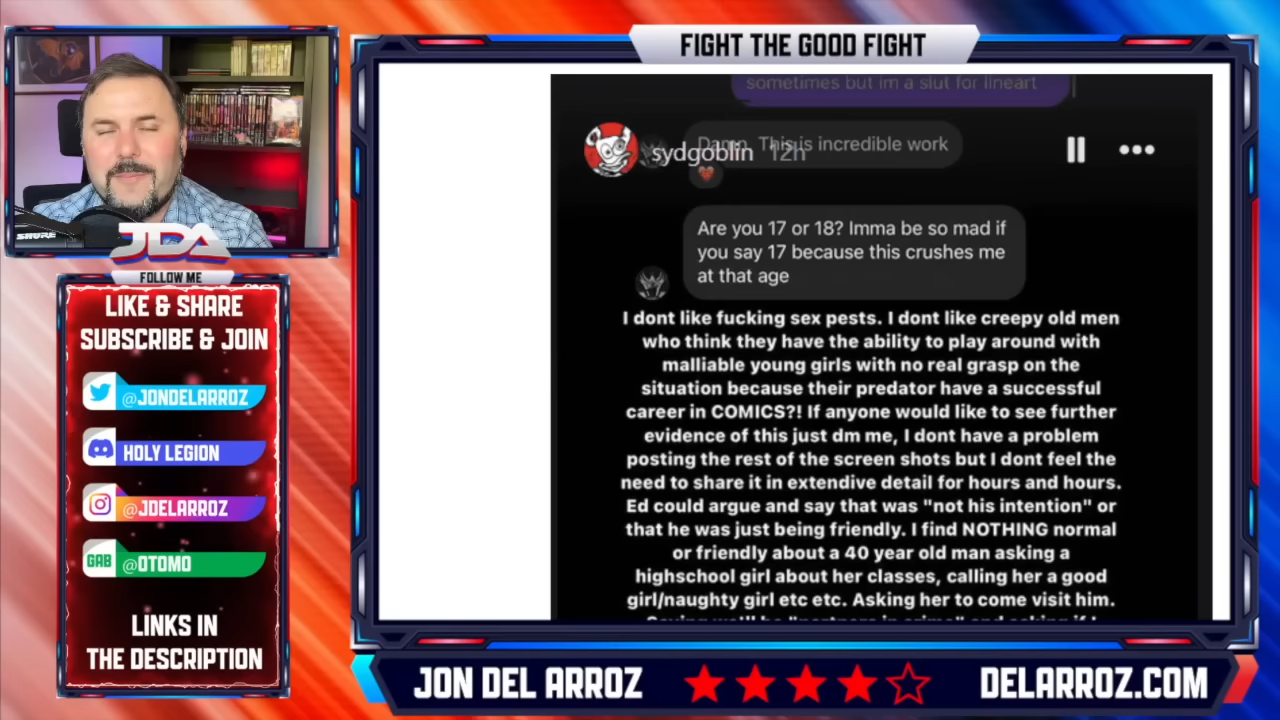 FIGHT THE GOOD FIGHT
sometimes but im a slut for lineart
Damn. This is incredible work
sydgoblin 12h
Are you 17 or 18? Imma be so mad if
you say 17 because this crushes me
at that age
I dont like fucking sex pests. I dont like creepy old men
who think they have the ability to play around with
malliable young girls with no real grasp on the
situation because their predator have a successful
career in COMICS?! If anyone would like to see further
evidence of this just dm me, I dont have a problem
posting the rest of the screen shots but I dont feel the
need to share it in extendive detail for hours and hours.
Ed could argue and say that was "not his intention" or
that he was just being friendly. I find NOTHING normal
or friendly about a 40 year old man asking a
highschool girl about her classes, calling her a good
girl/naughty girl etc etc. Asking her to come visit him.
SHURE
JDA
FOLLOW ME
LIKE & SHARE
SUBSCRIBE & JOIN
@JONDELARROZ
HOLY LEGION
@JDELARROZ
GAB @OTOMO
LINKS IN
THE DESCRIPTION
JON DEL ARROZ
DELARROZ.COM